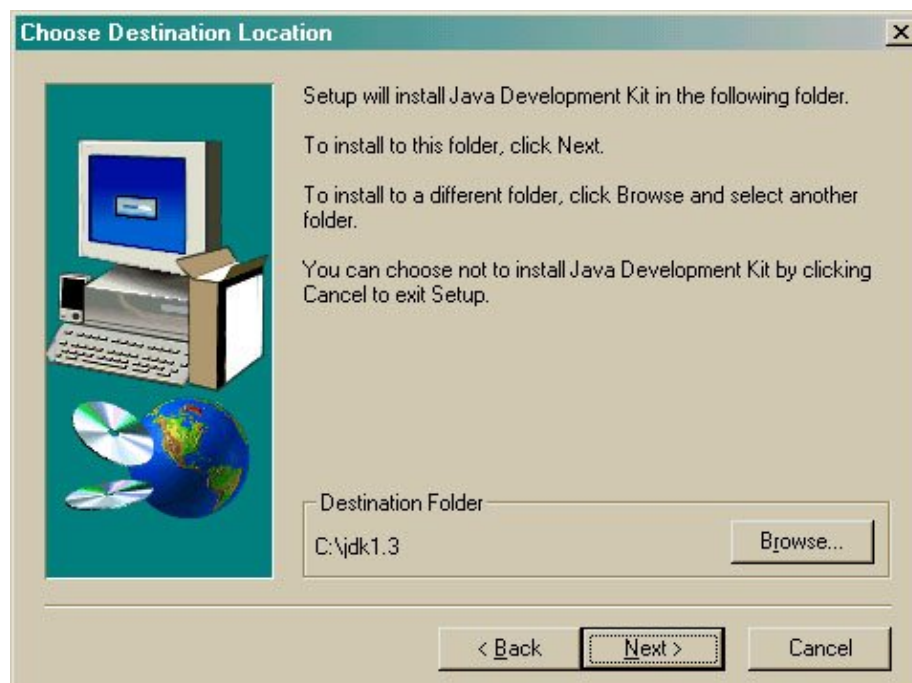 Choose Destination Location
Setup will install Java Development Kit in the following folder.
To install to this folder, click Next.
To install to a different folder, click Browse and select another
folder.
You can choose not to install Java Development Kit by clicking
Cancel to exit Setup.
Destination Folder
C:\jdk1.3
Browse...
< Back
Next >
Cancel